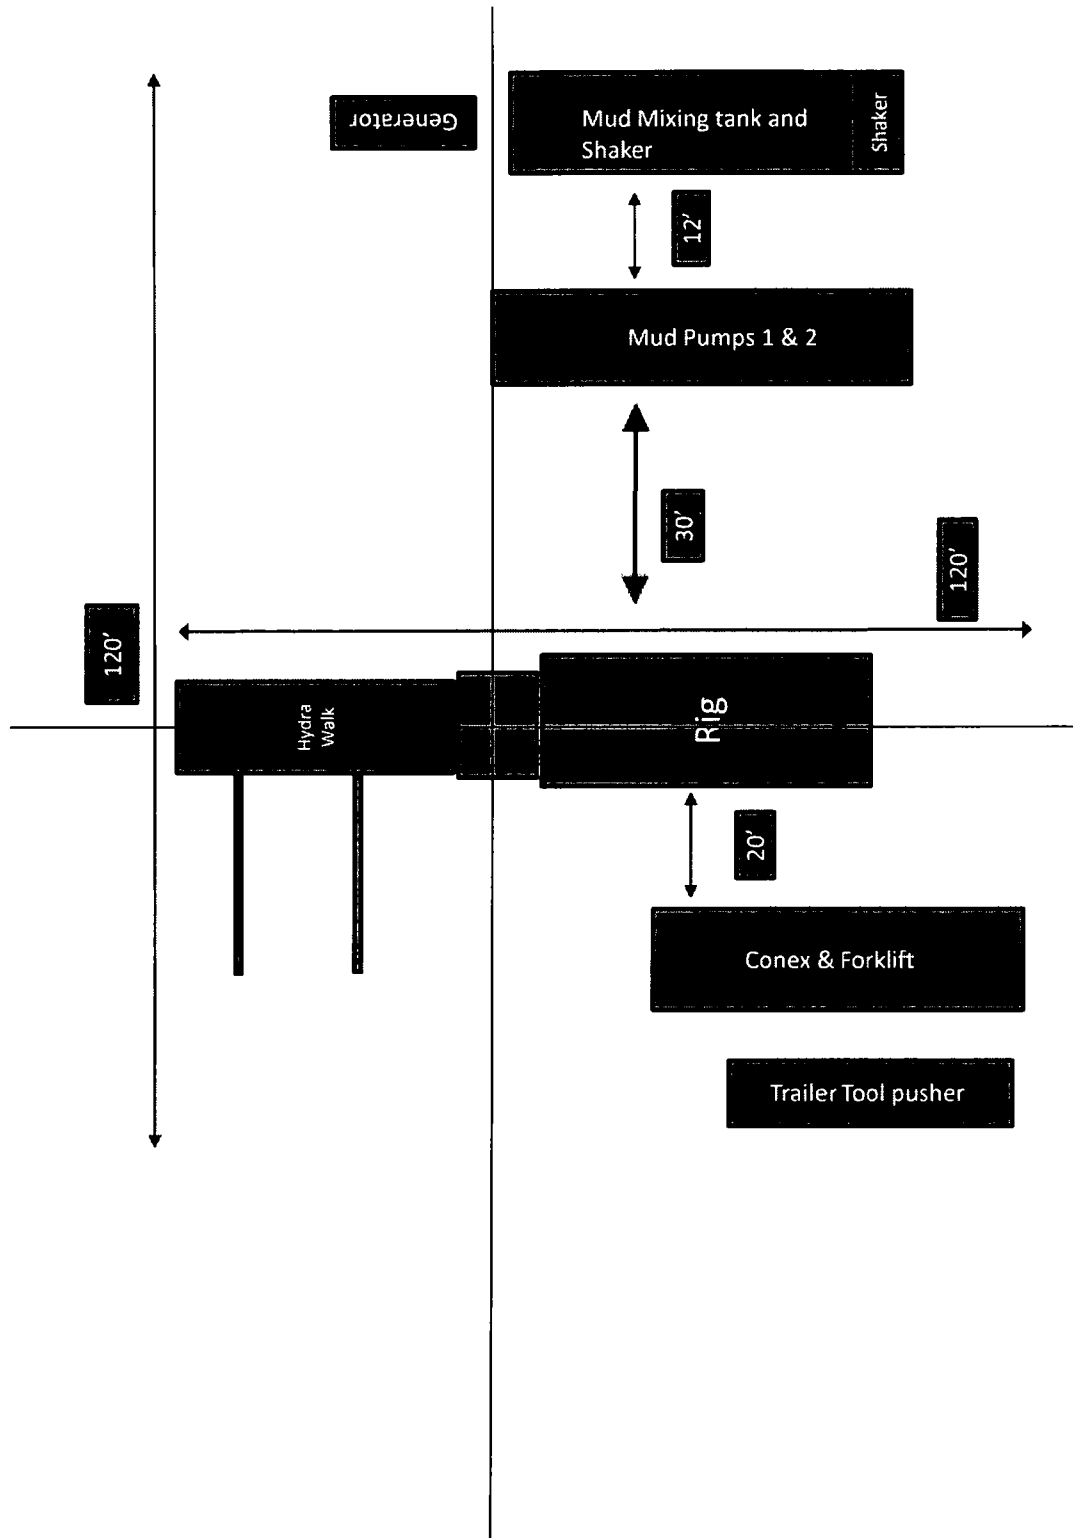 Generator
Mud Mixing tank and
Shaker
Shaker
12'
Mud Pumps 1 & 2
30'
120'
120'
Hydra
Walk
Rig
20'
Conex & Forklift
Trailer Tool pusher